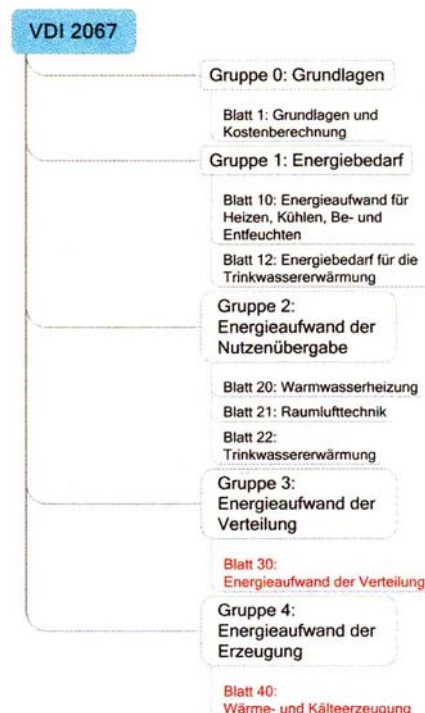 VDI 2067
Gruppe 0: Grundlagen
Blatt 1: Grundlagen und
Kostenberechnung
Gruppe 1: Energiebedarf
Blatt 10: Energieaufwand für
Heizen, Kühlen, Be- und
Entfeuchten
Blatt 12: Energiebedarf für die
Trinkwassererwärmung
Gruppe 2:
Energieaufwand der
Nutzenübergabe
Blatt 20: Warmwasserheizung
Blatt 21: Raumlufttechnik
Blatt 22:
Trinkwassererwärmung
Gruppe 3:
Energieaufwand der
Verteilung
Blatt 30:
Energieaufwand der Verteilung
Gruppe 4:
Energieaufwand der
Erzeugung
Blatt 40:
Wärme- und Kälteerzeugung